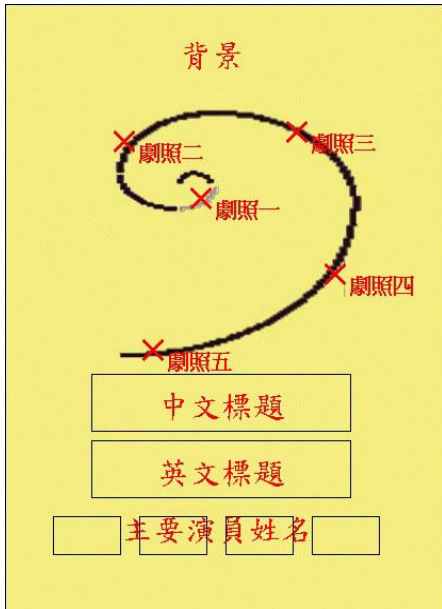 背景
劇照三
劇照二
劇照一
劇照四
劇照五
中文標題
英文標題
主要演員姓名